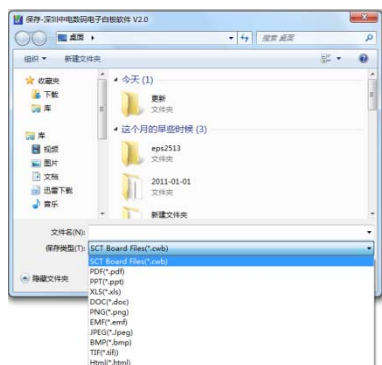 保存-深圳中电数码电子白板软件 V2.0
桌面
搜索 桌面
组织 新建文件夹
收藏夹
下载
库
库
视频
图片
文档
迅雷下载
音乐
今天 (1)
更新
文件夹
这个月的早些时候 (3)
eps2513
文件夹
2011-01-01
文件夹
新建文件夹
文件名(N):
保存类型(T): SCT Board Files(*.cwb)
SCT Board Files(*.cwb)
PDF(*.pdf)
PPT(*.ppt)
XLS(*.xls)
DOC(*.doc)
PNG(*.png)
EMF(*.emf)
JPEG(*.Jpeg)
BMP(*.bmp)
TIF(*.tif))
Html(*.html)
隐藏文件夹